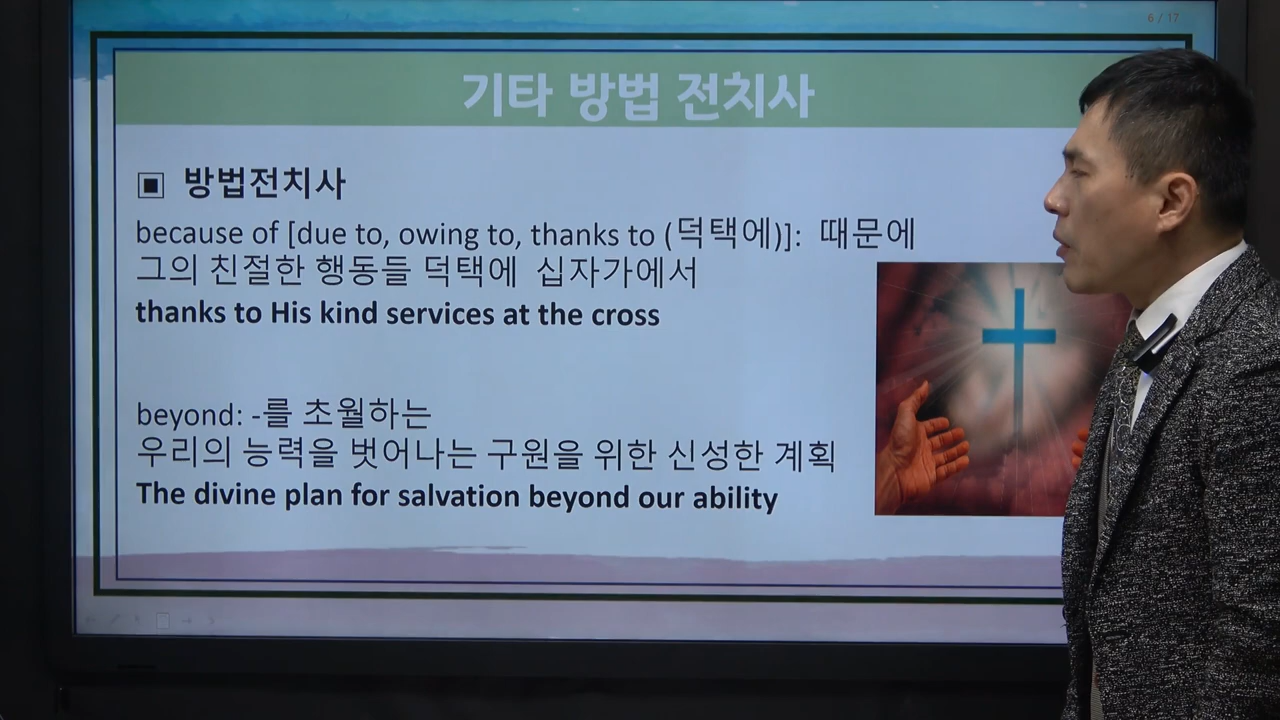 6 / 17
기타 방법 전치사
▣ 방법전치사
because of [due to, owing to, thanks to (덕택에)]: 때문에
그의 친절한 행동들 덕택에 십자가에서
thanks to His kind services at the cross
beyond: -를 초월하는
우리의 능력을 벗어나는 구원을 위한 신성한 계획
The divine plan for salvation beyond our ability